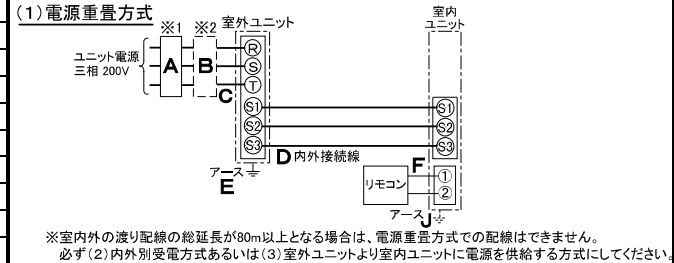 (1)電源重畳方式
※1 ※2 室外ユニット
室内
ユニット
ユニット電源
三相 200V
A
B
C
R
S
T
S1
S2
S3
S1
S2
S3
D 内外接続線
アース
E
F
リモコン
①
②
アース J
※室内外の渡り配線の総延長が80m以上となる場合は、電源重畳方式での配線はできません。
必ず(2)内外別受電方式あるいは(3)室外ユニットより室内ユニットに電源を供給する方式にしてください。